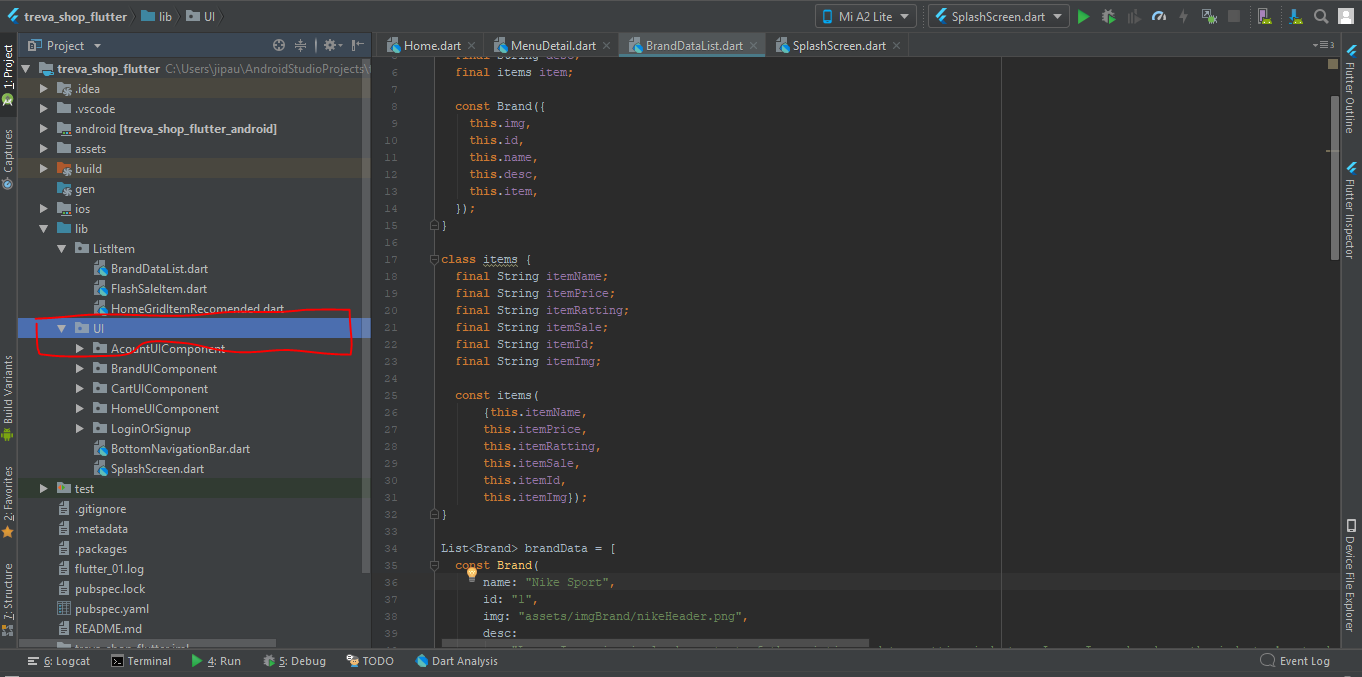 treva_shop_flutter lib UI
Mi A2 Lite SplashScreen.dart
Project
Home.dart MenuDetail.dart BrandDataList.dart SplashScreen.dart
3
1: Project
Captures
Build Variants
2: Favorites
7: Structure
treva_shop_flutter C:\Users\jipau\AndroidStudioProjects\
.idea
.vscode
android [treva_shop_flutter_android]
assets
build
gen
ios
lib
ListItem
BrandDataList.dart
FlashSaleItem.dart
HomeGridItemRecomended.dart
UI
AcountUIComponent
BrandUIComponent
CartUIComponent
HomeUIComponent
LoginOrSignup
BottomNavigationBar.dart
SplashScreen.dart
test
.gitignore
.metadata
.packages
flutter_01.log
pubspec.lock
pubspec.yaml
README.md
treva_shop_flutter.iml
5 final String desc;
6 final items item;
7
8 const Brand({
9 this.img,
10 this.id,
11 this.name,
12 this.desc,
13 this.item,
14 });
15 }
16
17 class items {
18 final String itemName;
19 final String itemPrice;
20 final String itemRatting;
21 final String itemSale;
22 final String itemId;
23 final String itemImg;
24
25 const items(
26 {this.itemName,
27 this.itemPrice,
28 this.itemRatting,
29 this.itemSale,
30 this.itemId,
31 this.itemImg});
32 }
33
34 List<Brand> brandData = [
35 const Brand(
36 name: "Nike Sport",
37 id: "1",
38 img: "assets/imgBrand/nikeHeader.png",
39 desc:
Flutter Outline
Flutter Inspector
Device File Explorer
6: Logcat Terminal 4: Run 5: Debug TODO Dart Analysis Event Log